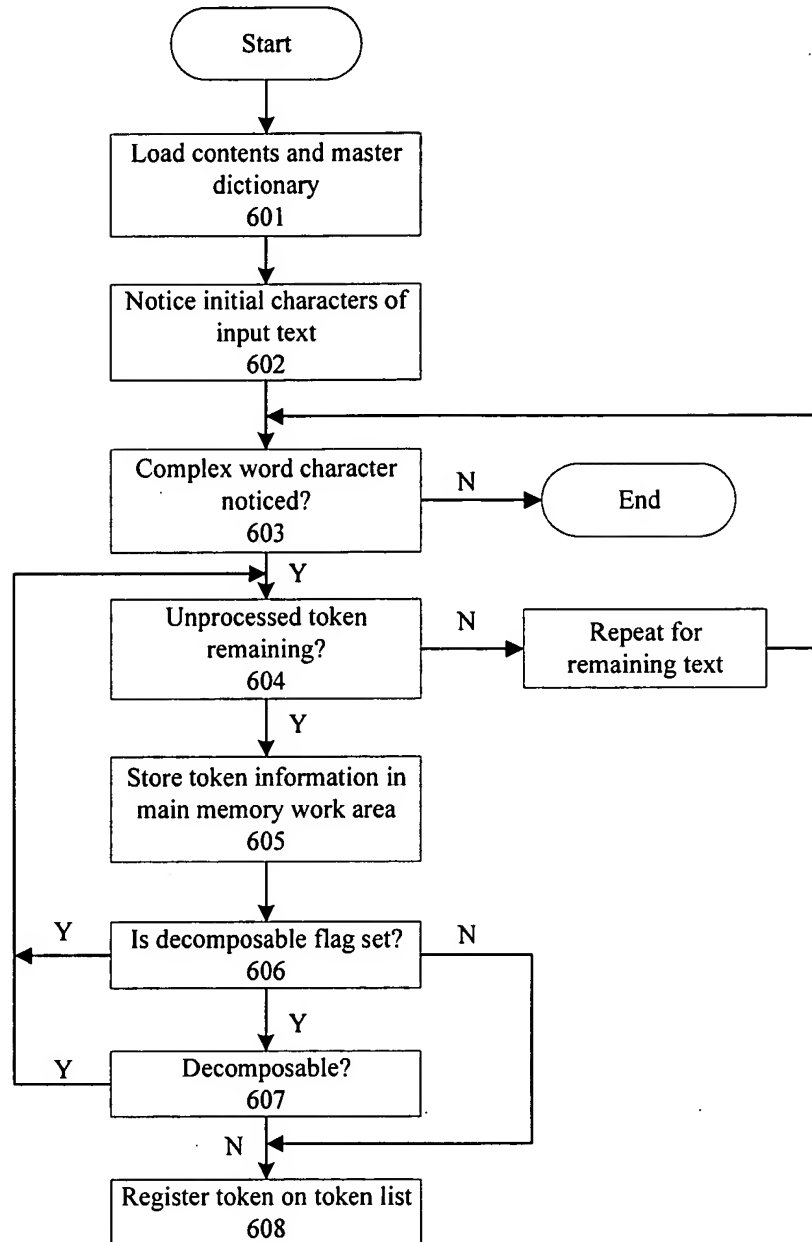 Start
Load contents and master
dictionary
601
Notice initial characters of
input text
602
Complex word character
noticed?
603
N
End
Y
Unprocessed token
remaining?
604
N
Repeat for
remaining text
Y
Store token information in
main memory work area
605
Y
Is decomposable flag set?
606
N
Y
Y
Decomposable?
607
N
Register token on token list
608